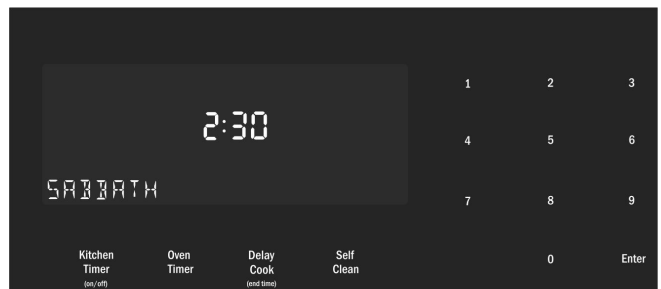 2:30
SABBATH
1 2 3
4 5 6
7 8 9
0 Enter
Kitchen Timer (on/off)
Oven Timer
Delay Cook (end time)
Self Clean